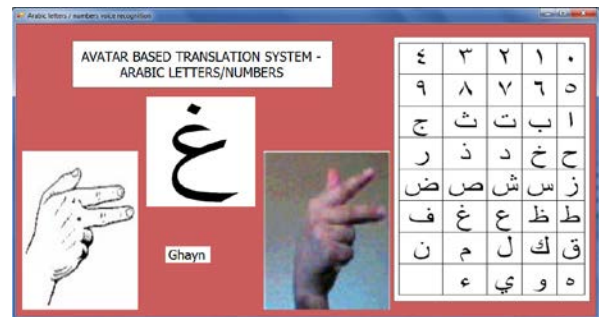 Arabic letters / numbers voice recognition
AVATAR BASED TRANSLATION SYSTEM -
ARABIC LETTERS/NUMBERS
غ
Ghayn
٠ ١ ٢ ٣ ٤
٥ ٦ ٧ ٨ ٩
ا ب ت ث ج
ح خ د ذ ر
ز س ش ص ض
ط ظ ع غ ف
ق ك ل م ن
ه و ي ء